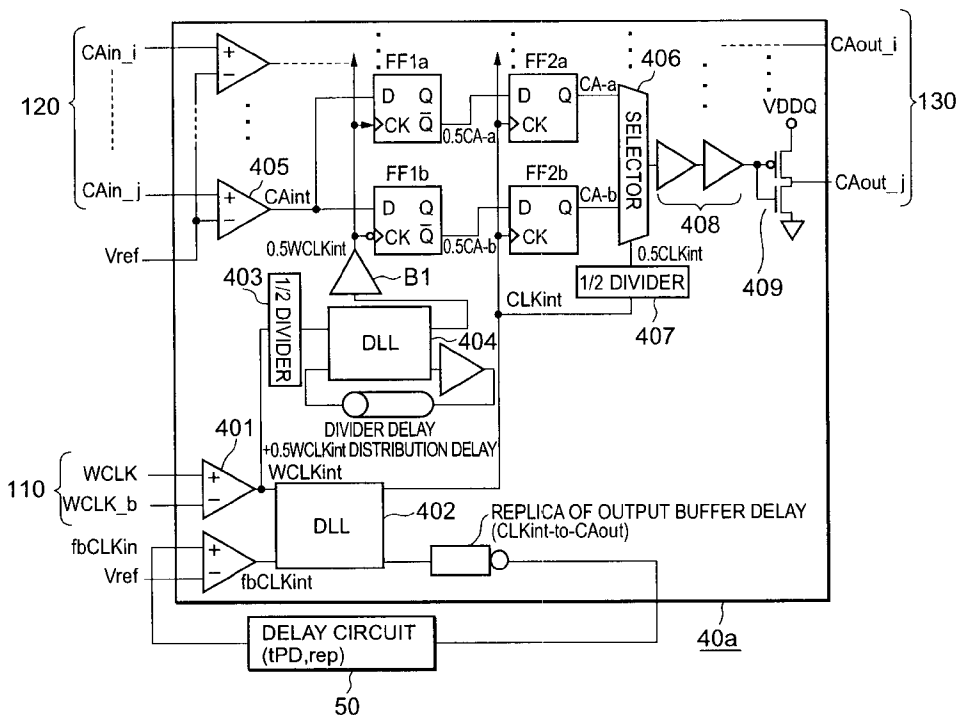 CAin_i
120
CAin_j
Vref
405
CAint
FF1a
D Q
CK Q̅
0.5CA-a
FF1b
D Q
CK Q̅
0.5CA-b
FF2a
D Q
CK
CA-a
FF2b
D Q
CK
CA-b
406
SELECTOR
0.5CLKint
1/2 DIVIDER
407
408
VDDQ
409
CAout_i
130
CAout_j
0.5WCLKint
B1
403
1/2 DIVIDER
DLL
404
CLKint
DIVIDER DELAY
+0.5WCLKint DISTRIBUTION DELAY
401
110
WCLK
WCLK_b
WCLKint
DLL
402
fbCLKin
Vref
fbCLKint
REPLICA OF OUTPUT BUFFER DELAY
(CLKint-to-CAout)
DELAY CIRCUIT
(tPD,rep)
50
40a